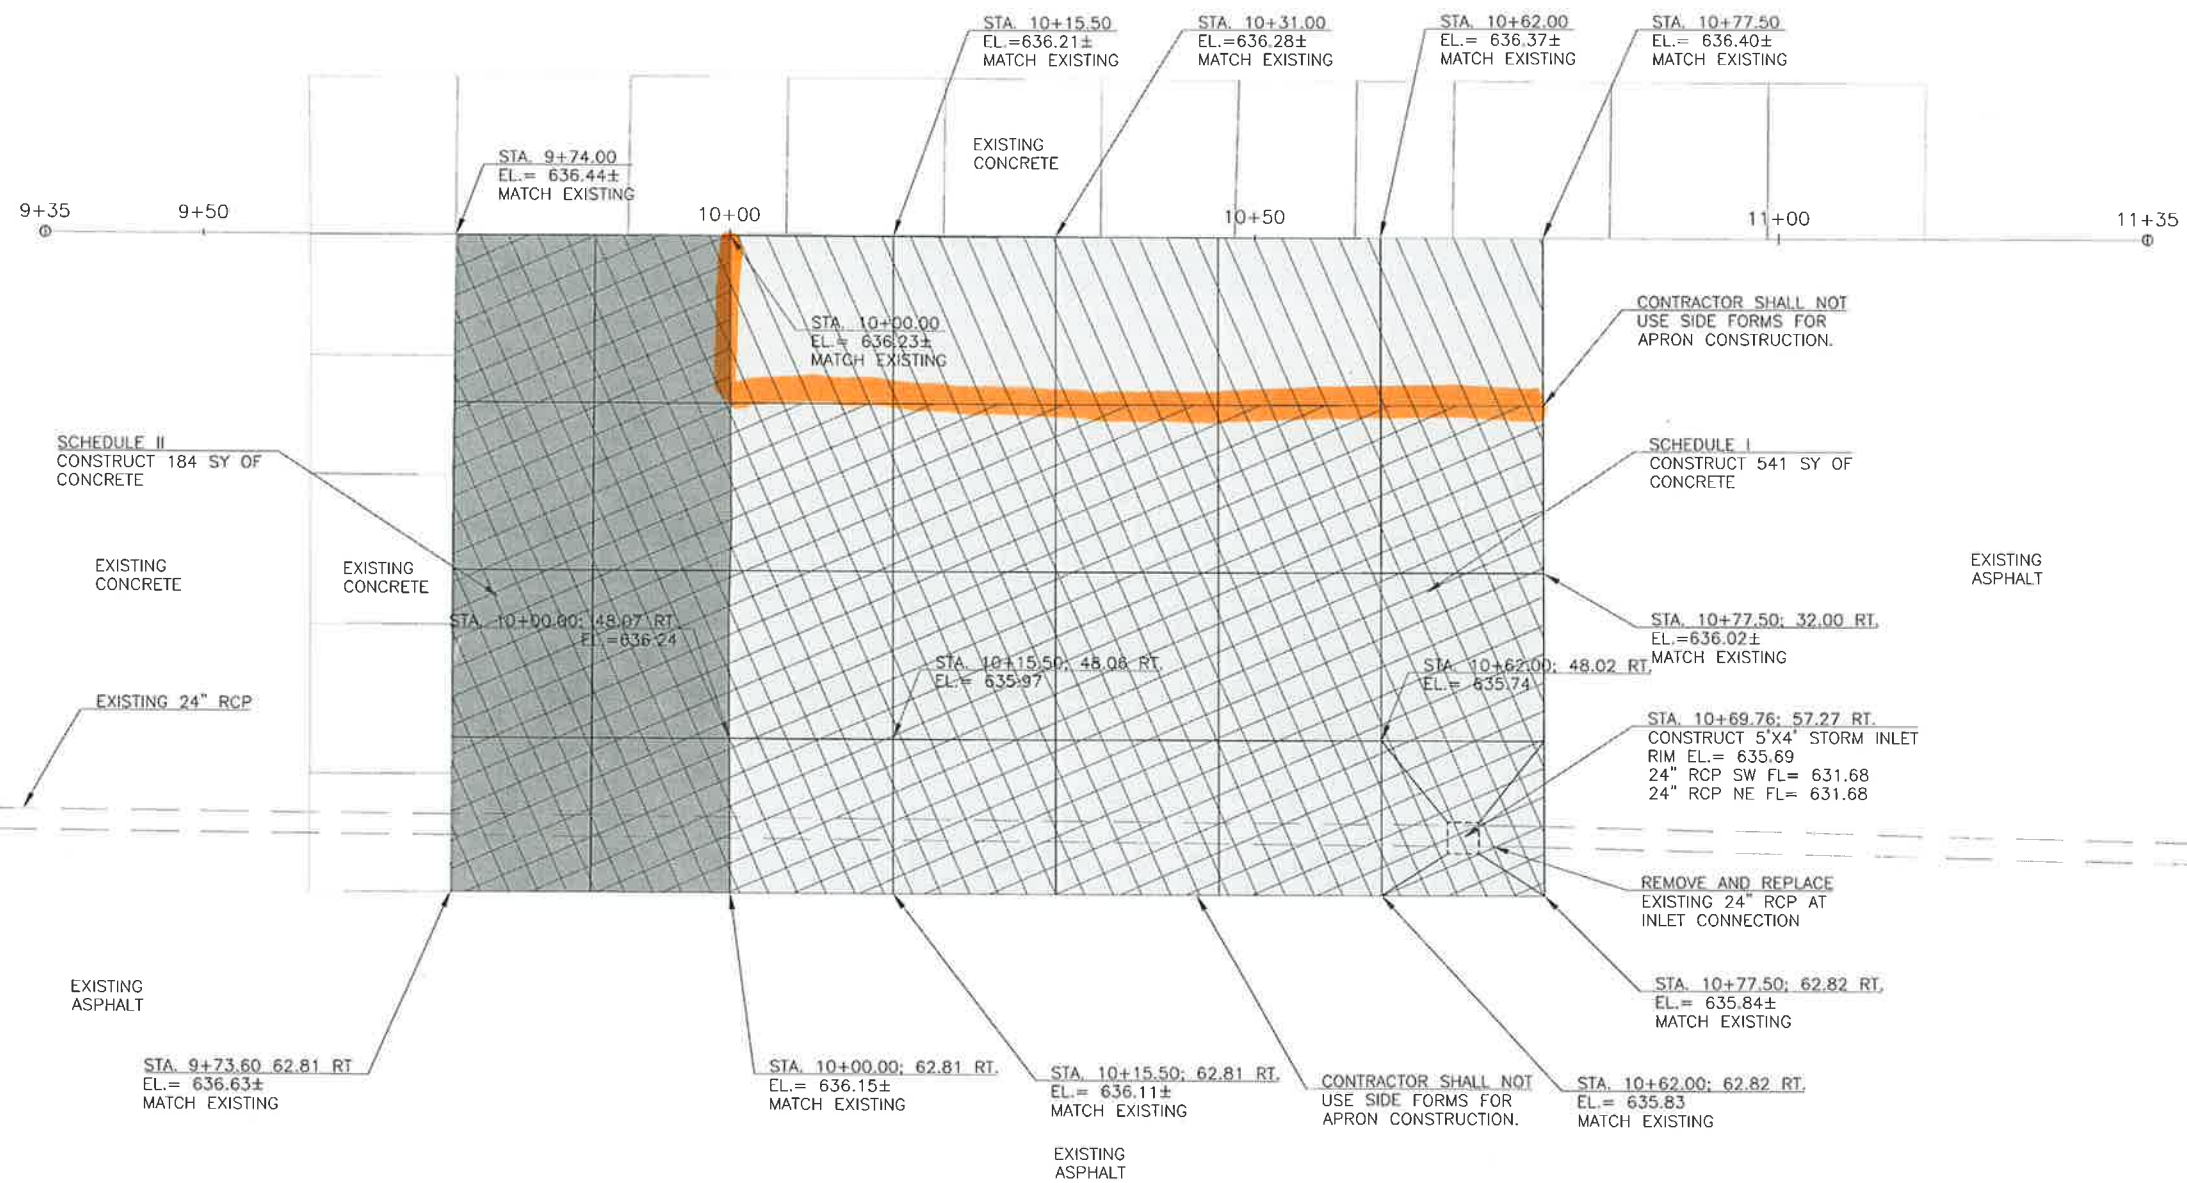 STA. 10+15.50
EL.=636.21±
MATCH EXISTING
STA. 10+31.00
EL.=636.28±
MATCH EXISTING
STA. 10+62.00
EL.= 636.37±
MATCH EXISTING
STA. 10+77.50
EL.= 636.40±
MATCH EXISTING
EXISTING
CONCRETE
STA. 9+74.00
EL.= 636.44±
MATCH EXISTING
9+35
9+50
10+00
10+50
11+00
11+35
STA. 10+00.00
EL.= 636.23±
MATCH EXISTING
CONTRACTOR SHALL NOT
USE SIDE FORMS FOR
APRON CONSTRUCTION.
SCHEDULE II
CONSTRUCT 184 SY OF
CONCRETE
SCHEDULE I
CONSTRUCT 541 SY OF
CONCRETE
EXISTING
CONCRETE
EXISTING
CONCRETE
EXISTING
ASPHALT
STA. 10+00.00; 48.07 RT.
EL.=636.24
STA. 10+15.50; 48.06 RT.
EL.= 635.97
STA. 10+62.00; 48.02 RT.
EL.= 635.74
STA. 10+77.50; 32.00 RT.
EL.=636.02±
MATCH EXISTING
EXISTING 24" RCP
STA. 10+69.76; 57.27 RT.
CONSTRUCT 5'X4' STORM INLET
RIM EL.= 635.69
24" RCP SW FL= 631.68
24" RCP NE FL= 631.68
REMOVE AND REPLACE
EXISTING 24" RCP AT
INLET CONNECTION
EXISTING
ASPHALT
STA. 10+77.50; 62.82 RT.
EL.= 635.84±
MATCH EXISTING
STA. 9+73.60 62.81 RT
EL.= 636.63±
MATCH EXISTING
STA. 10+00.00; 62.81 RT.
EL.= 636.15±
MATCH EXISTING
STA. 10+15.50; 62.81 RT.
EL.= 636.11±
MATCH EXISTING
CONTRACTOR SHALL NOT
USE SIDE FORMS FOR
APRON CONSTRUCTION.
STA. 10+62.00; 62.82 RT.
EL.= 635.83
MATCH EXISTING
EXISTING
ASPHALT